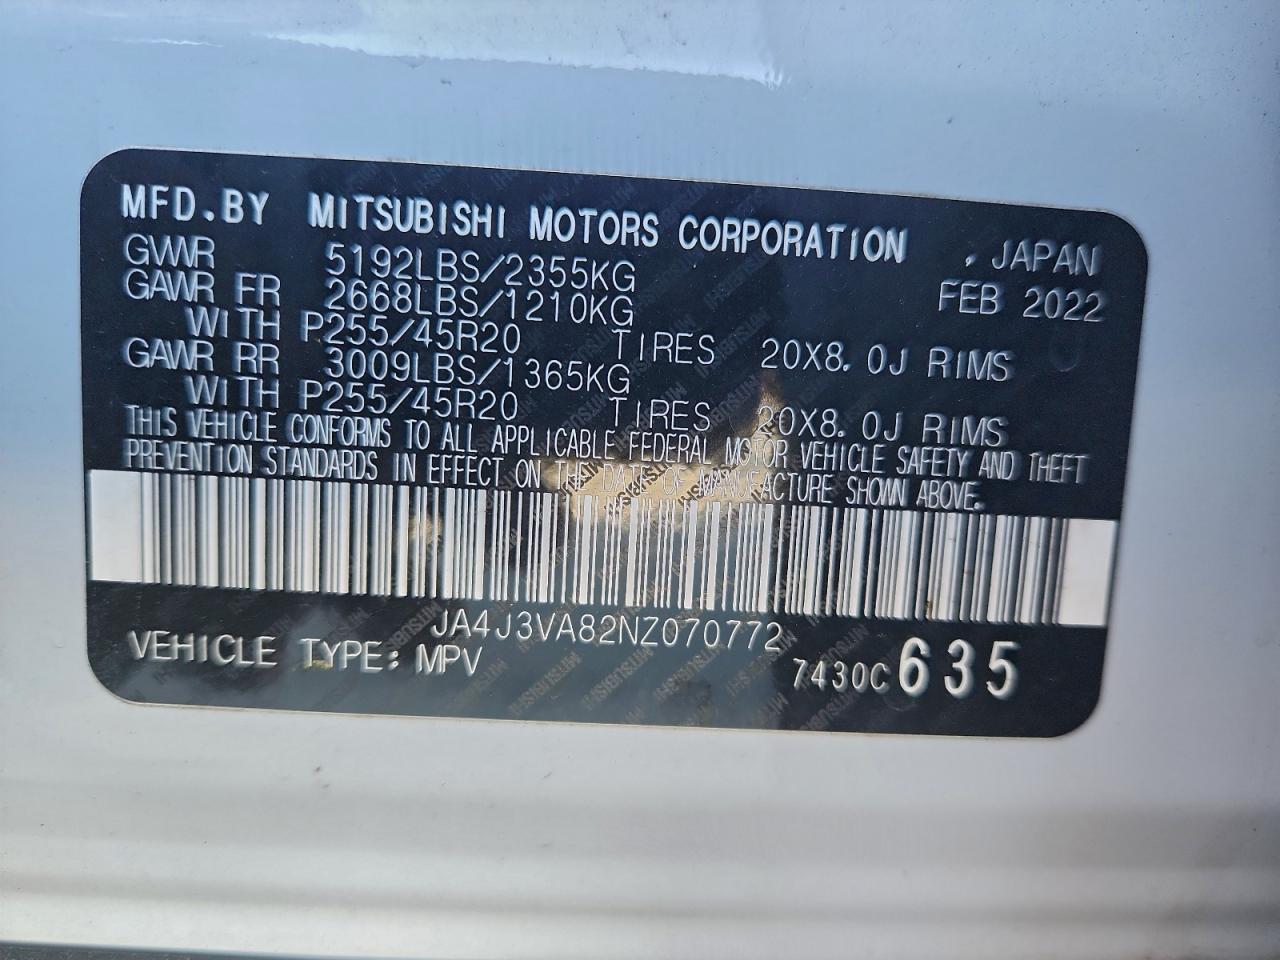 MFD.BY MITSUBISHI MOTORS CORPORATION , JAPAN
GVWR 5192LBS/2355KG FEB 2022
GAWR FR 2668LBS/1210KG
WITH P255/45R20 TIRES 20X8.0J RIMS
GAWR RR 3009LBS/1365KG
WITH P255/45R20 TIRES 20X8.0J RIMS
THIS VEHICLE CONFORMS TO ALL APPLICABLE FEDERAL MOTOR VEHICLE SAFETY AND THEFT
PREVENTION STANDARDS IN EFFECT ON THE DATE OF MANUFACTURE SHOWN ABOVE.
JA4J3VA82NZ070772
VEHICLE TYPE: MPV 7430C 635